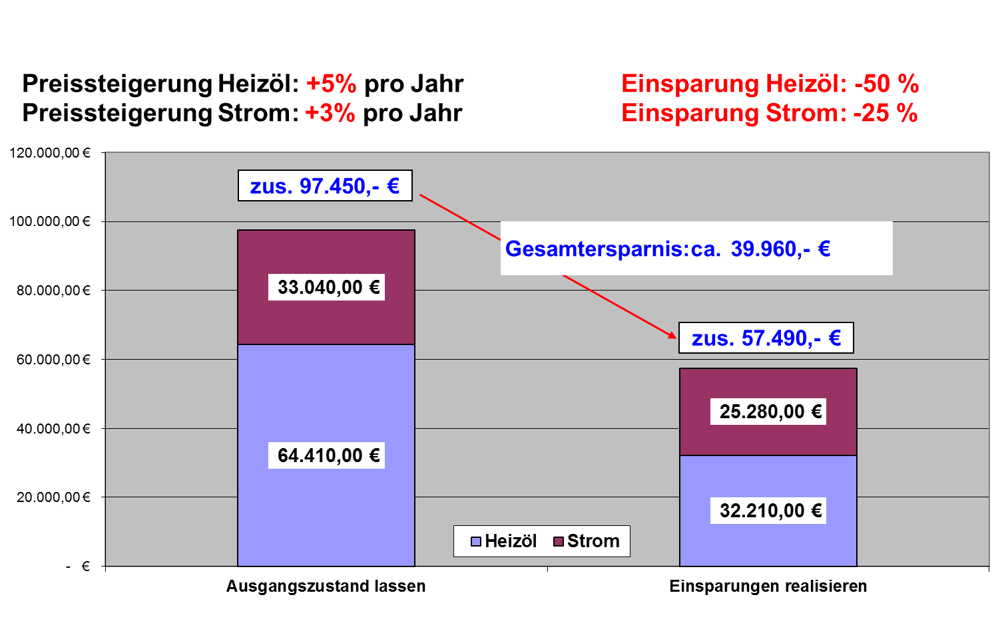 Preissteigerung Heizöl: +5% pro Jahr
Preissteigerung Strom: +3% pro Jahr
Einsparung Heizöl: -50 %
Einsparung Strom: -25 %
120.000,00 €
100.000,00 €
80.000,00 €
60.000,00 €
40.000,00 €
20.000,00 €
- €
zus. 97.450,- €
33.040,00 €
64.410,00 €
Gesamtersparnis:ca. 39.960,- €
zus. 57.490,- €
25.280,00 €
32.210,00 €
Heizöl Strom
Ausgangszustand lassen
Einsparungen realisieren